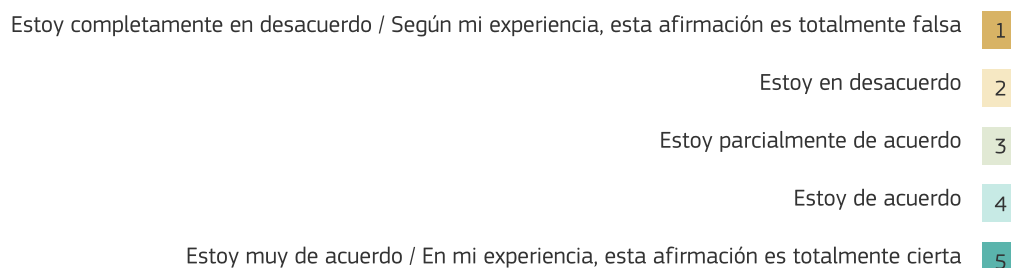 Estoy completamente en desacuerdo / Según mi experiencia, esta afirmación es totalmente falsa 1
Estoy en desacuerdo 2
Estoy parcialmente de acuerdo 3
Estoy de acuerdo 4
Estoy muy de acuerdo / En mi experiencia, esta afirmación es totalmente cierta 5